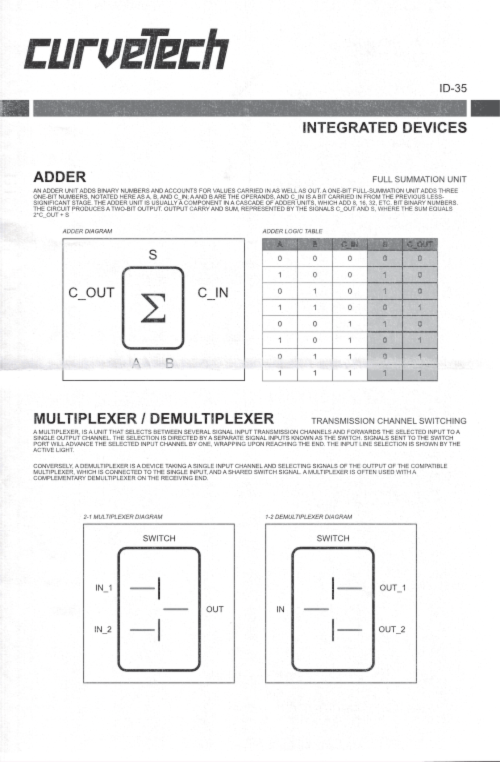 curveTech
ID-35
INTEGRATED DEVICES
ADDER
FULL SUMMATION UNIT
AN ADDER UNIT ADDS BINARY NUMBERS AND ACCOUNTS FOR VALUES CARRIED IN AS WELL AS OUT. A ONE-BIT FULL-SUMMATION UNIT ADDS THREE
ONE-BIT NUMBERS, NOTATED HERE AS A, B, AND C_IN. A AND B ARE THE OPERANDS, AND C_IN IS A BIT CARRIED IN FROM THE PREVIOUS LESS-
SIGNIFICANT STAGE. THE ADDER UNIT IS USUALLY A COMPONENT IN A CASCADE OF ADDER UNITS, WHICH ADD 8, 16, 32, ETC. BIT BINARY NUMBERS.
THE CIRCUIT PRODUCES A TWO-BIT OUTPUT. OUTPUT CARRY AND SUM, REPRESENTED BY THE SIGNALS C_OUT AND S, WHERE THE SUM EQUALS
2*C_OUT + S
ADDER DIAGRAM
S
C_OUT Σ C_IN
A B
ADDER LOGIC TABLE
A B C_IN S C_OUT
0 0 0 0 0
1 0 0 1 0
0 1 0 1 0
1 1 0 0 1
0 0 1 1 0
1 0 1 0 1
0 1 1 0 1
1 1 1 1 1
MULTIPLEXER / DEMULTIPLEXER
TRANSMISSION CHANNEL SWITCHING
A MULTIPLEXER, IS A UNIT THAT SELECTS BETWEEN SEVERAL SIGNAL INPUT TRANSMISSION CHANNELS AND FORWARDS THE SELECTED INPUT TO A
SINGLE OUTPUT CHANNEL. THE SELECTION IS DIRECTED BY A SEPARATE SIGNAL INPUTS KNOWN AS THE SWITCH. SIGNALS SENT TO THE SWITCH
PORT WILL ADVANCE THE SELECTED INPUT CHANNEL BY ONE, WRAPPING UPON REACHING THE END. THE INPUT LINE SELECTION IS SHOWN BY THE
ACTIVE LIGHT.
CONVERSELY, A DEMULTIPLEXER IS A DEVICE TAKING A SINGLE INPUT CHANNEL AND SELECTING SIGNALS OF THE OUTPUT OF THE COMPATIBLE
MULTIPLEXER, WHICH IS CONNECTED TO THE SINGLE INPUT, AND A SHARED SWITCH SIGNAL. A MULTIPLEXER IS OFTEN USED WITH A
COMPLEMENTARY DEMULTIPLEXER ON THE RECEIVING END.
2-1 MULTIPLEXER DIAGRAM
SWITCH
IN_1
OUT
IN_2
1-2 DEMULTIPLEXER DIAGRAM
SWITCH
OUT_1
IN
OUT_2